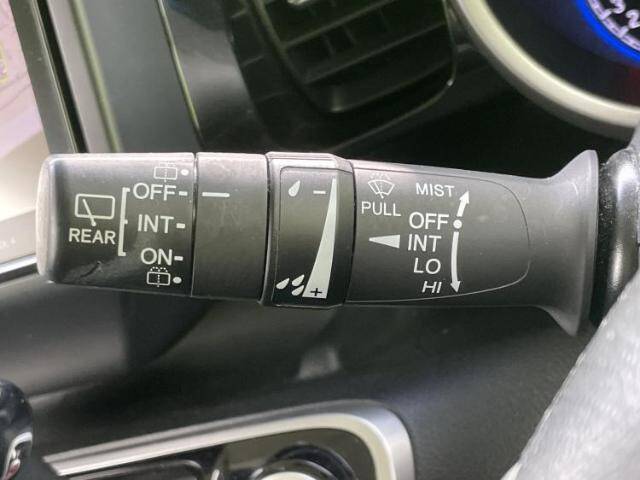 OFF
INT
ON
REAR
-
+
PULL
MIST
OFF
INT
LO
HI